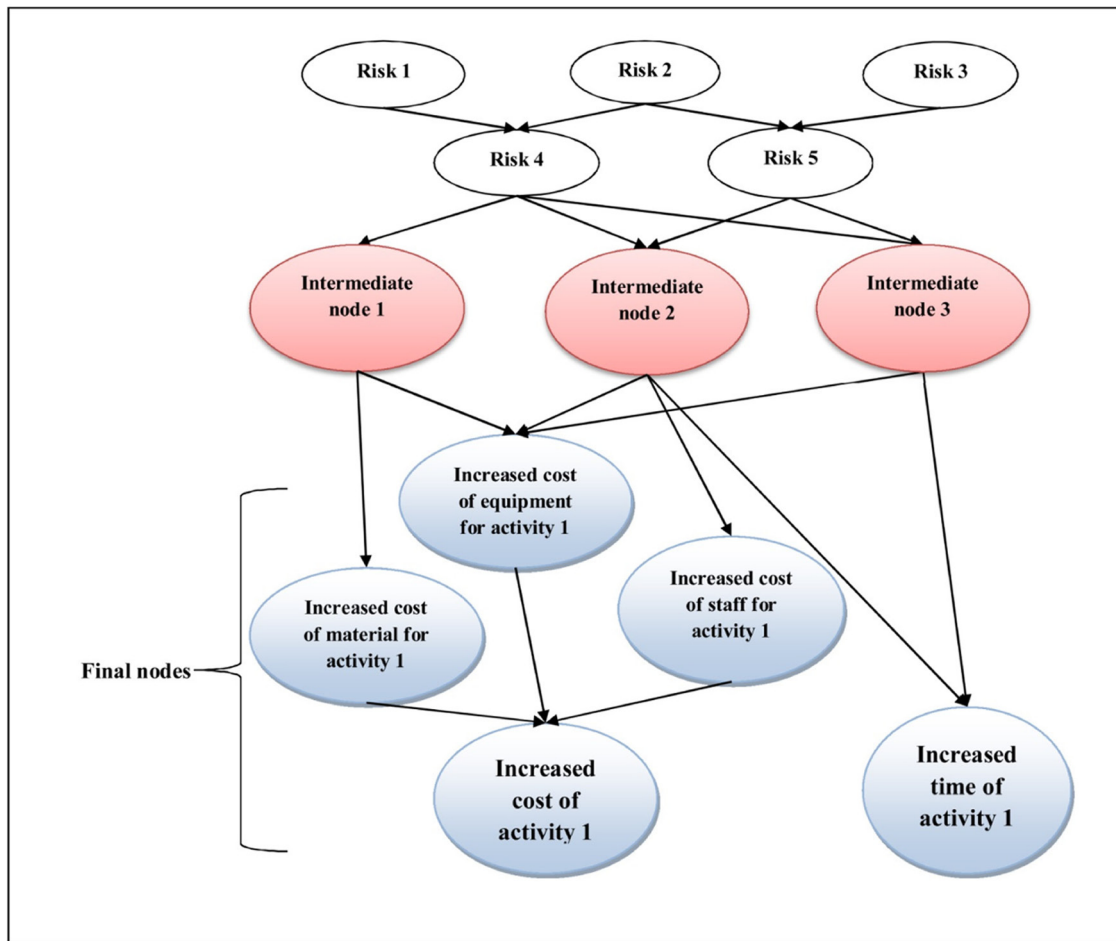 Risk 1
Risk 2
Risk 3
Risk 4
Risk 5
Intermediate
node 1
Intermediate
node 2
Intermediate
node 3
Increased cost
of equipment
for activity 1
Increased cost
of material for
activity 1
Increased cost
of staff for
activity 1
Final nodes
Increased
cost of
activity 1
Increased
time of
activity 1